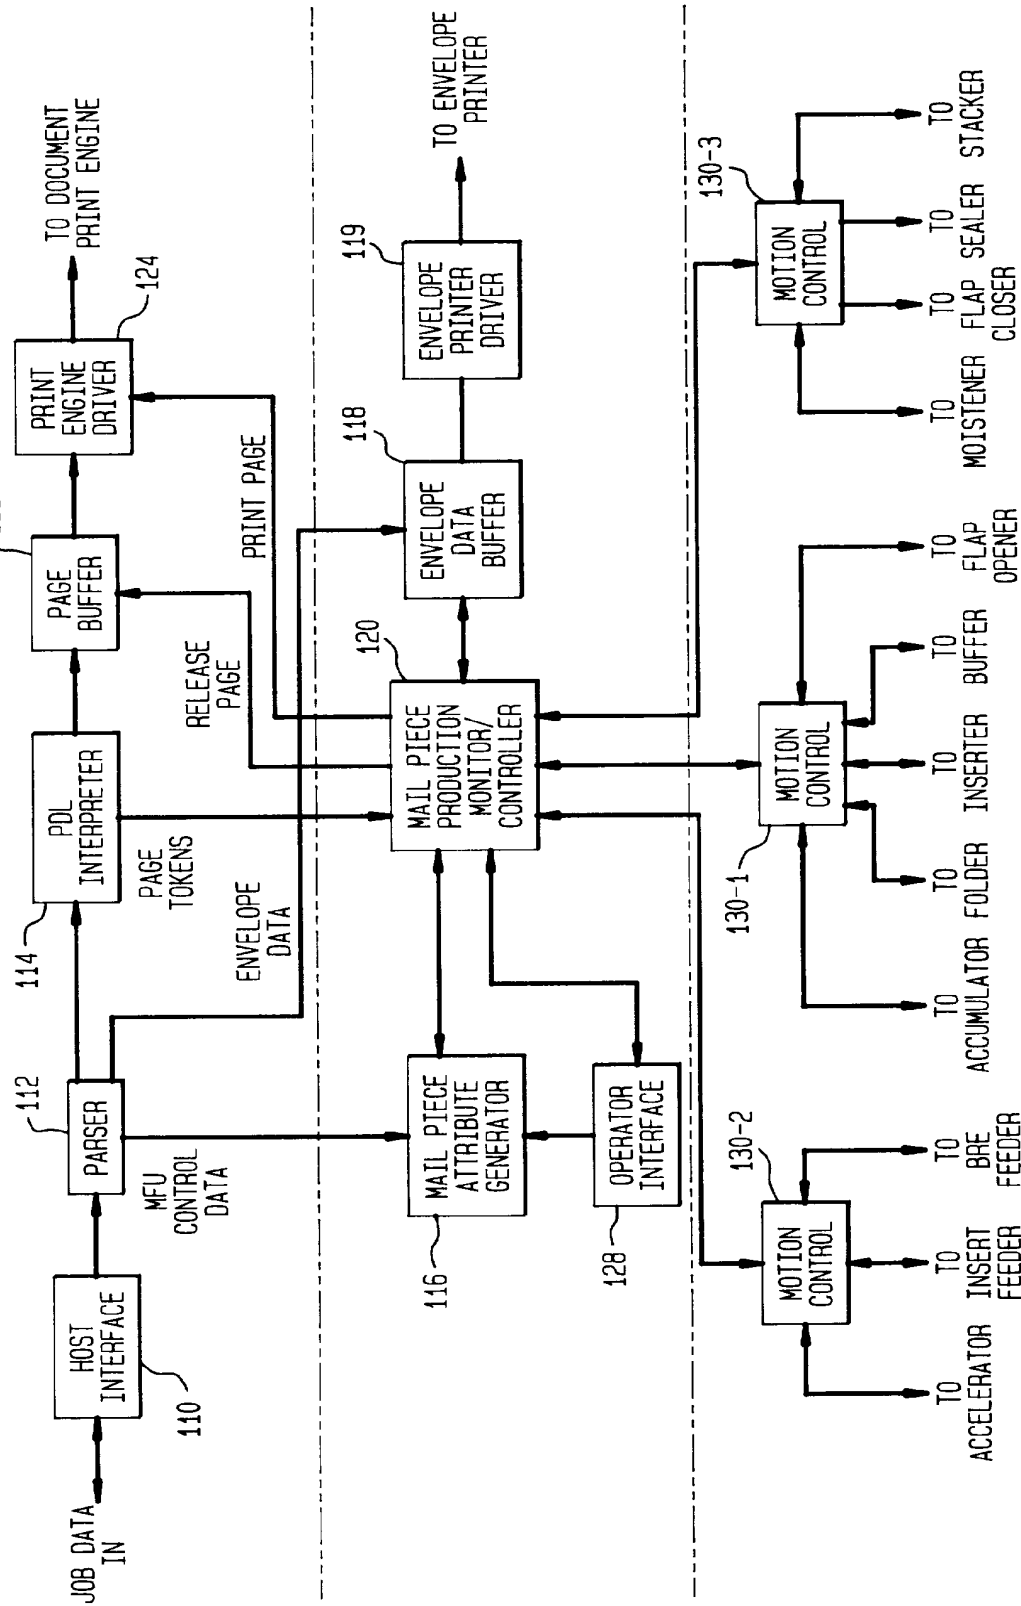 JOB DATA
IN
HOST
INTERFACE
110
PARSER
112
MFU
CONTROL
DATA
PDL
INTERPRETER
114
PAGE
TOKENS
ENVELOPE
DATA
PAGE
BUFFER
RELEASE
PAGE
PRINT
ENGINE
DRIVER
124
PRINT PAGE
TO DOCUMENT
PRINT ENGINE
MAIL PIECE
ATTRIBUTE
GENERATOR
116
OPERATOR
INTERFACE
128
MAIL PIECE
PRODUCTION
MONITOR/
CONTROLLER
120
ENVELOPE
DATA
BUFFER
118
ENVELOPE
PRINTER
DRIVER
119
TO ENVELOPE
PRINTER
MOTION
CONTROL
130-2
TO
ACCELERATOR
TO
INSERT
FEEDER
TO
BRE
FEEDER
MOTION
CONTROL
130-1
TO
ACCUMULATOR
TO
FOLDER
TO
INSERTER
TO
BUFFER
TO
FLAP
OPENER
MOTION
CONTROL
130-3
TO
MOISTENER
TO
FLAP
CLOSER
TO
SEALER
TO
STACKER